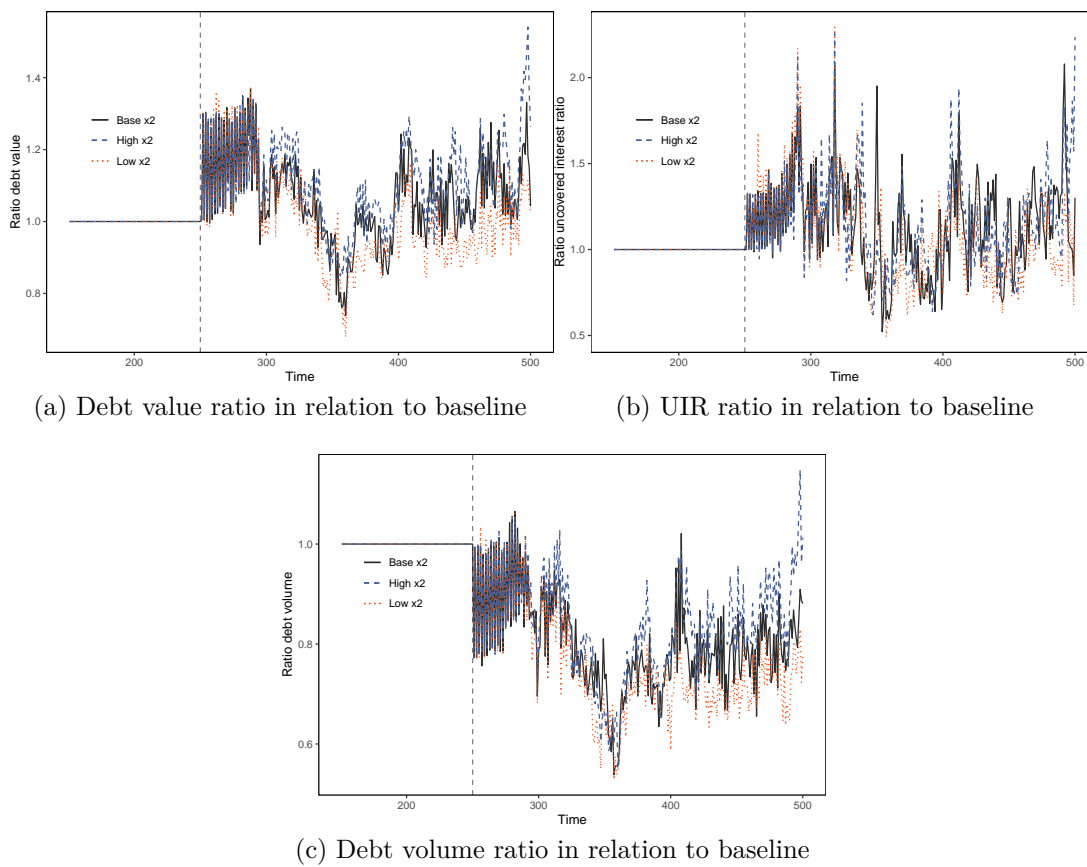 Ratio debt value
1.4
1.2
1.0
0.8
Base x2
High x2
Low x2
200
300
400
500
Time
(a) Debt value ratio in relation to baseline
Ratio uncovered interest ratio
2.0
1.5
1.0
0.5
Base x2
High x2
Low x2
200
300
400
500
Time
(b) UIR ratio in relation to baseline
Ratio debt volume
1.0
0.8
0.6
Base x2
High x2
Low x2
200
300
400
500
Time
(c) Debt volume ratio in relation to baseline